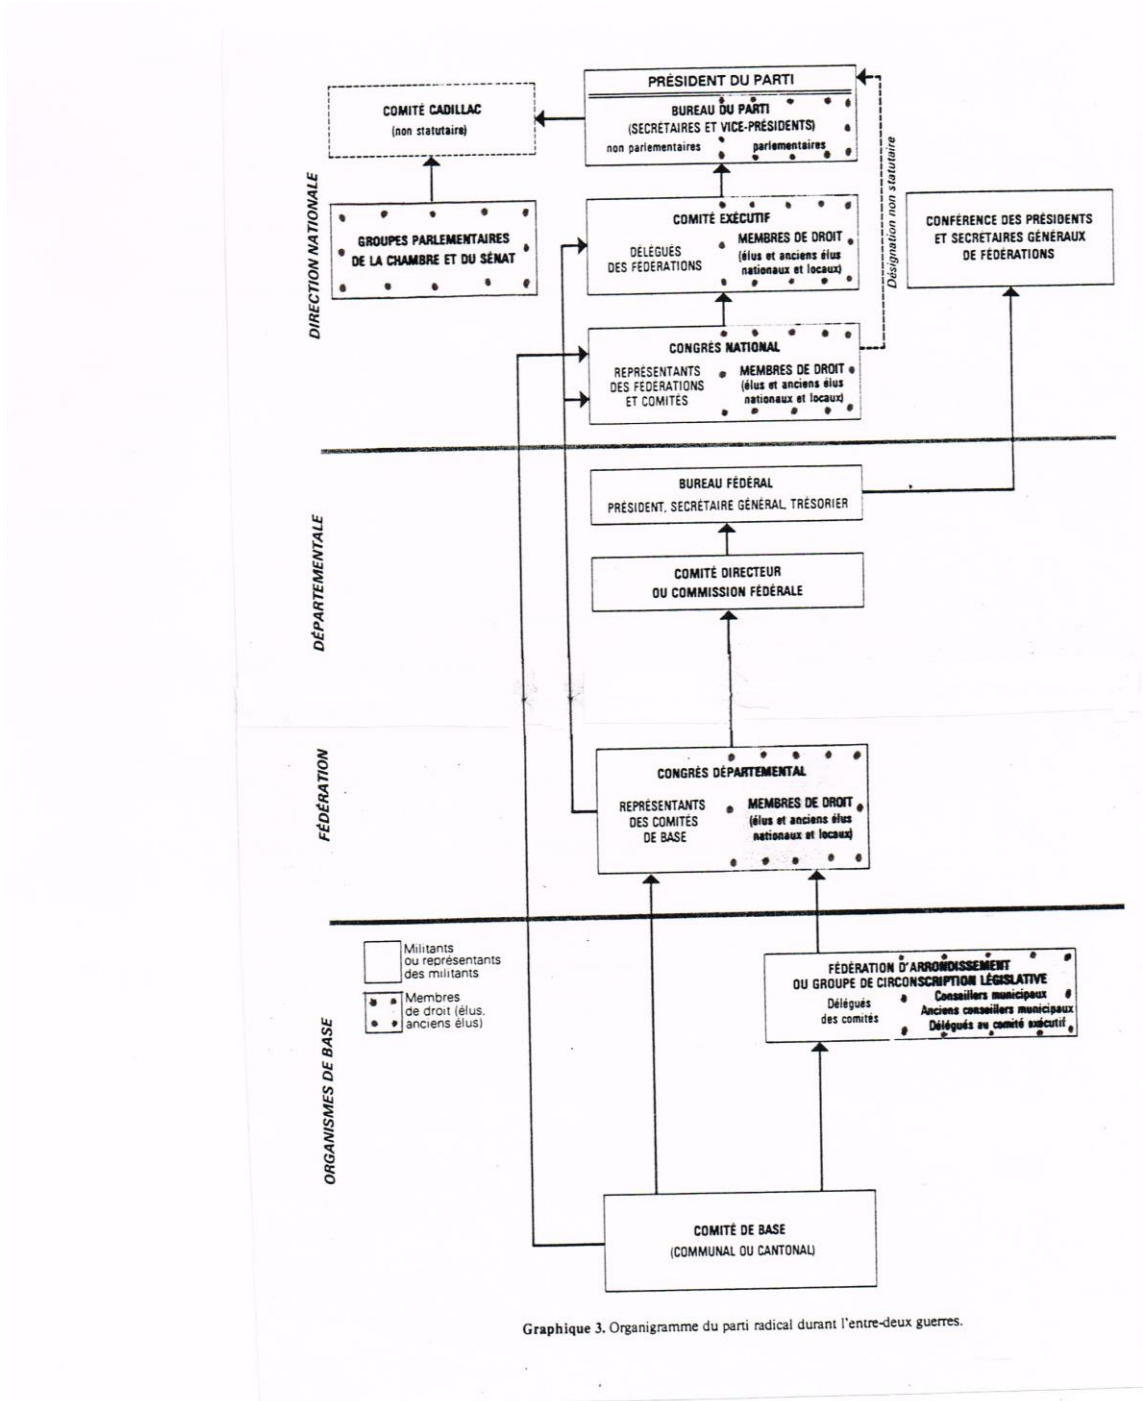 PRÉSIDENT DU PARTI
BUREAU DU PARTI
(SECRÉTAIRES ET VICE-PRÉSIDENTS)
non parlementaires
parlementaires
COMITÉ CADILLAC
(non statutaire)
GROUPES PARLEMENTAIRES
DE LA CHAMBRE ET DU SÉNAT
COMITÉ EXÉCUTIF
DÉLÉGUÉS
DES FÉDÉRATIONS
MEMBRES DE DROIT
(élus et anciens élus
nationaux et locaux)
Désignation non statutaire
CONFÉRENCE DES PRÉSIDENTS
ET SECRÉTAIRES GÉNÉRAUX
DE FÉDÉRATIONS
DIRECTION NATIONALE
CONGRÈS NATIONAL
REPRÉSENTANTS
DES FÉDÉRATIONS
ET COMITÉS
MEMBRES DE DROIT
(élus et anciens élus
nationaux et locaux)
DÉPARTEMENTALE
BUREAU FÉDÉRAL
PRÉSIDENT, SECRÉTAIRE GÉNÉRAL, TRÉSORIER
COMITÉ DIRECTEUR
OU COMMISSION FÉDÉRALE
FÉDÉRATION
CONGRÈS DÉPARTEMENTAL
REPRÉSENTANTS
DES COMITÉS
DE BASE
MEMBRES DE DROIT
(élus et anciens élus
nationaux et locaux)
Militants
ou représentants
des militants
Membres
de droit (élus,
anciens élus)
ORGANISMES DE BASE
FÉDÉRATION D'ARRONDISSEMENT
OU GROUPE DE CIRCONSCRIPTION LÉGISLATIVE
Délégués
des comités
Conseillers municipaux
Anciens conseillers municipaux
Délégués au comité exécutif
COMITÉ DE BASE
(COMMUNAL OU CANTONAL)
Graphique 3. Organigramme du parti radical durant l'entre-deux guerres.